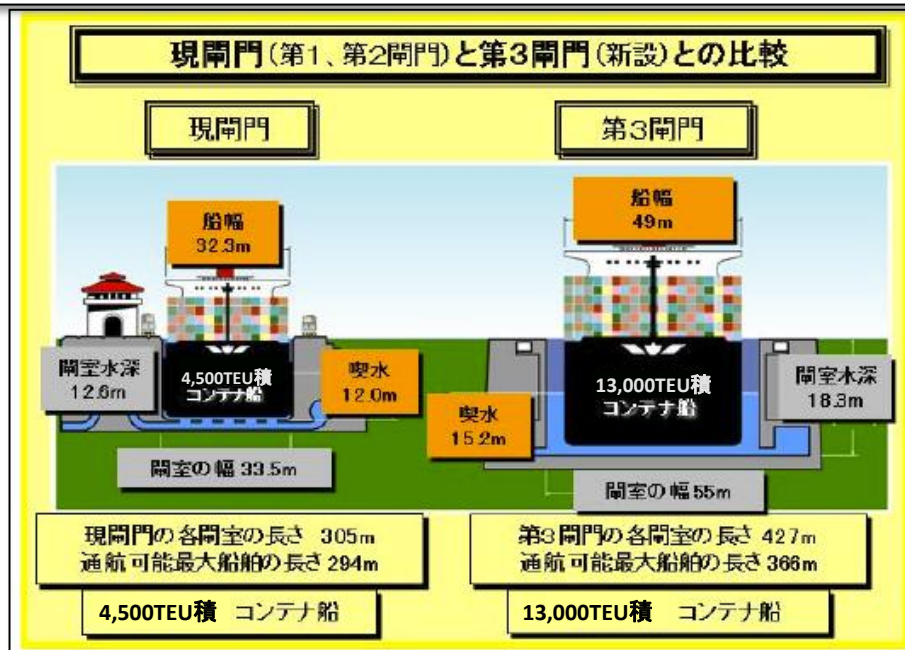 現閘門(第1、第2閘門)と第3閘門(新設)との比較
現閘門
船幅
32.3m
閘室水深
12.6m
4,500TEU積
コンテナ船
喫水
12.0m
閘室の幅 33.5m
現閘門の各閘室の長さ 305m
通航可能最大船舶の長さ 294m
4,500TEU積 コンテナ船
第3閘門
船幅
49m
13,000TEU積
コンテナ船
閘室水深
18.3m
喫水
15.2m
閘室の幅 55m
第3閘門の各閘室の長さ 427m
通航可能最大船舶の長さ 366m
13,000TEU積 コンテナ船